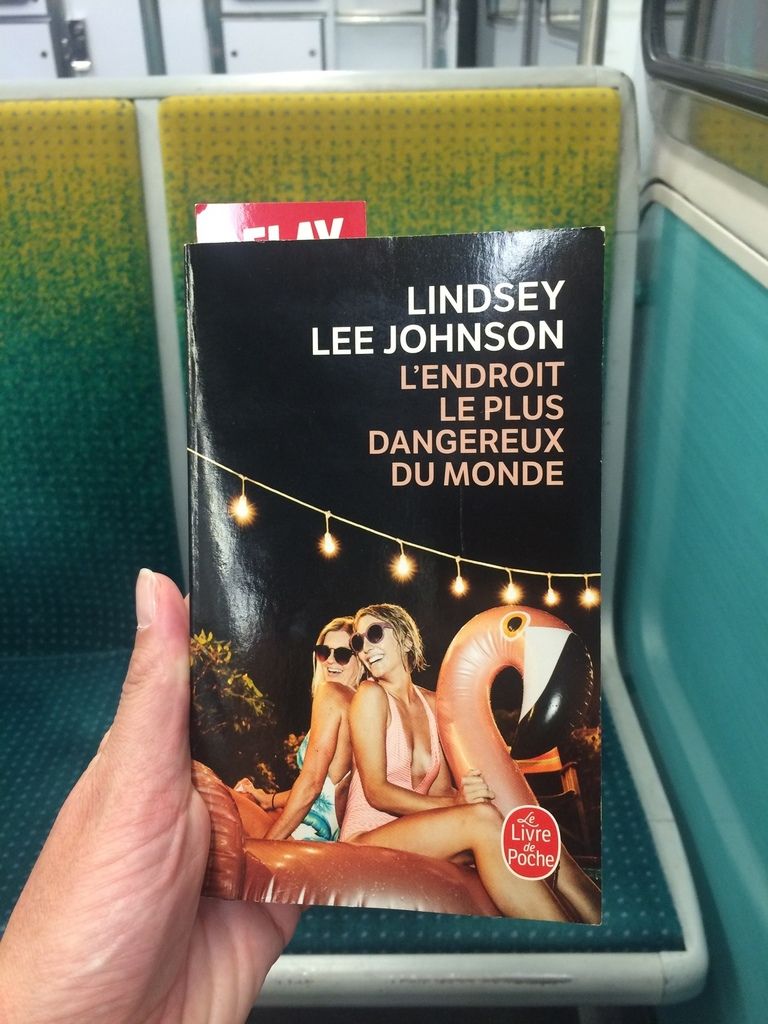 LINDSEY
LEE JOHNSON
L'ENDROIT
LE PLUS
DANGEREUX
DU MONDE
Le
Livre
de
Poche